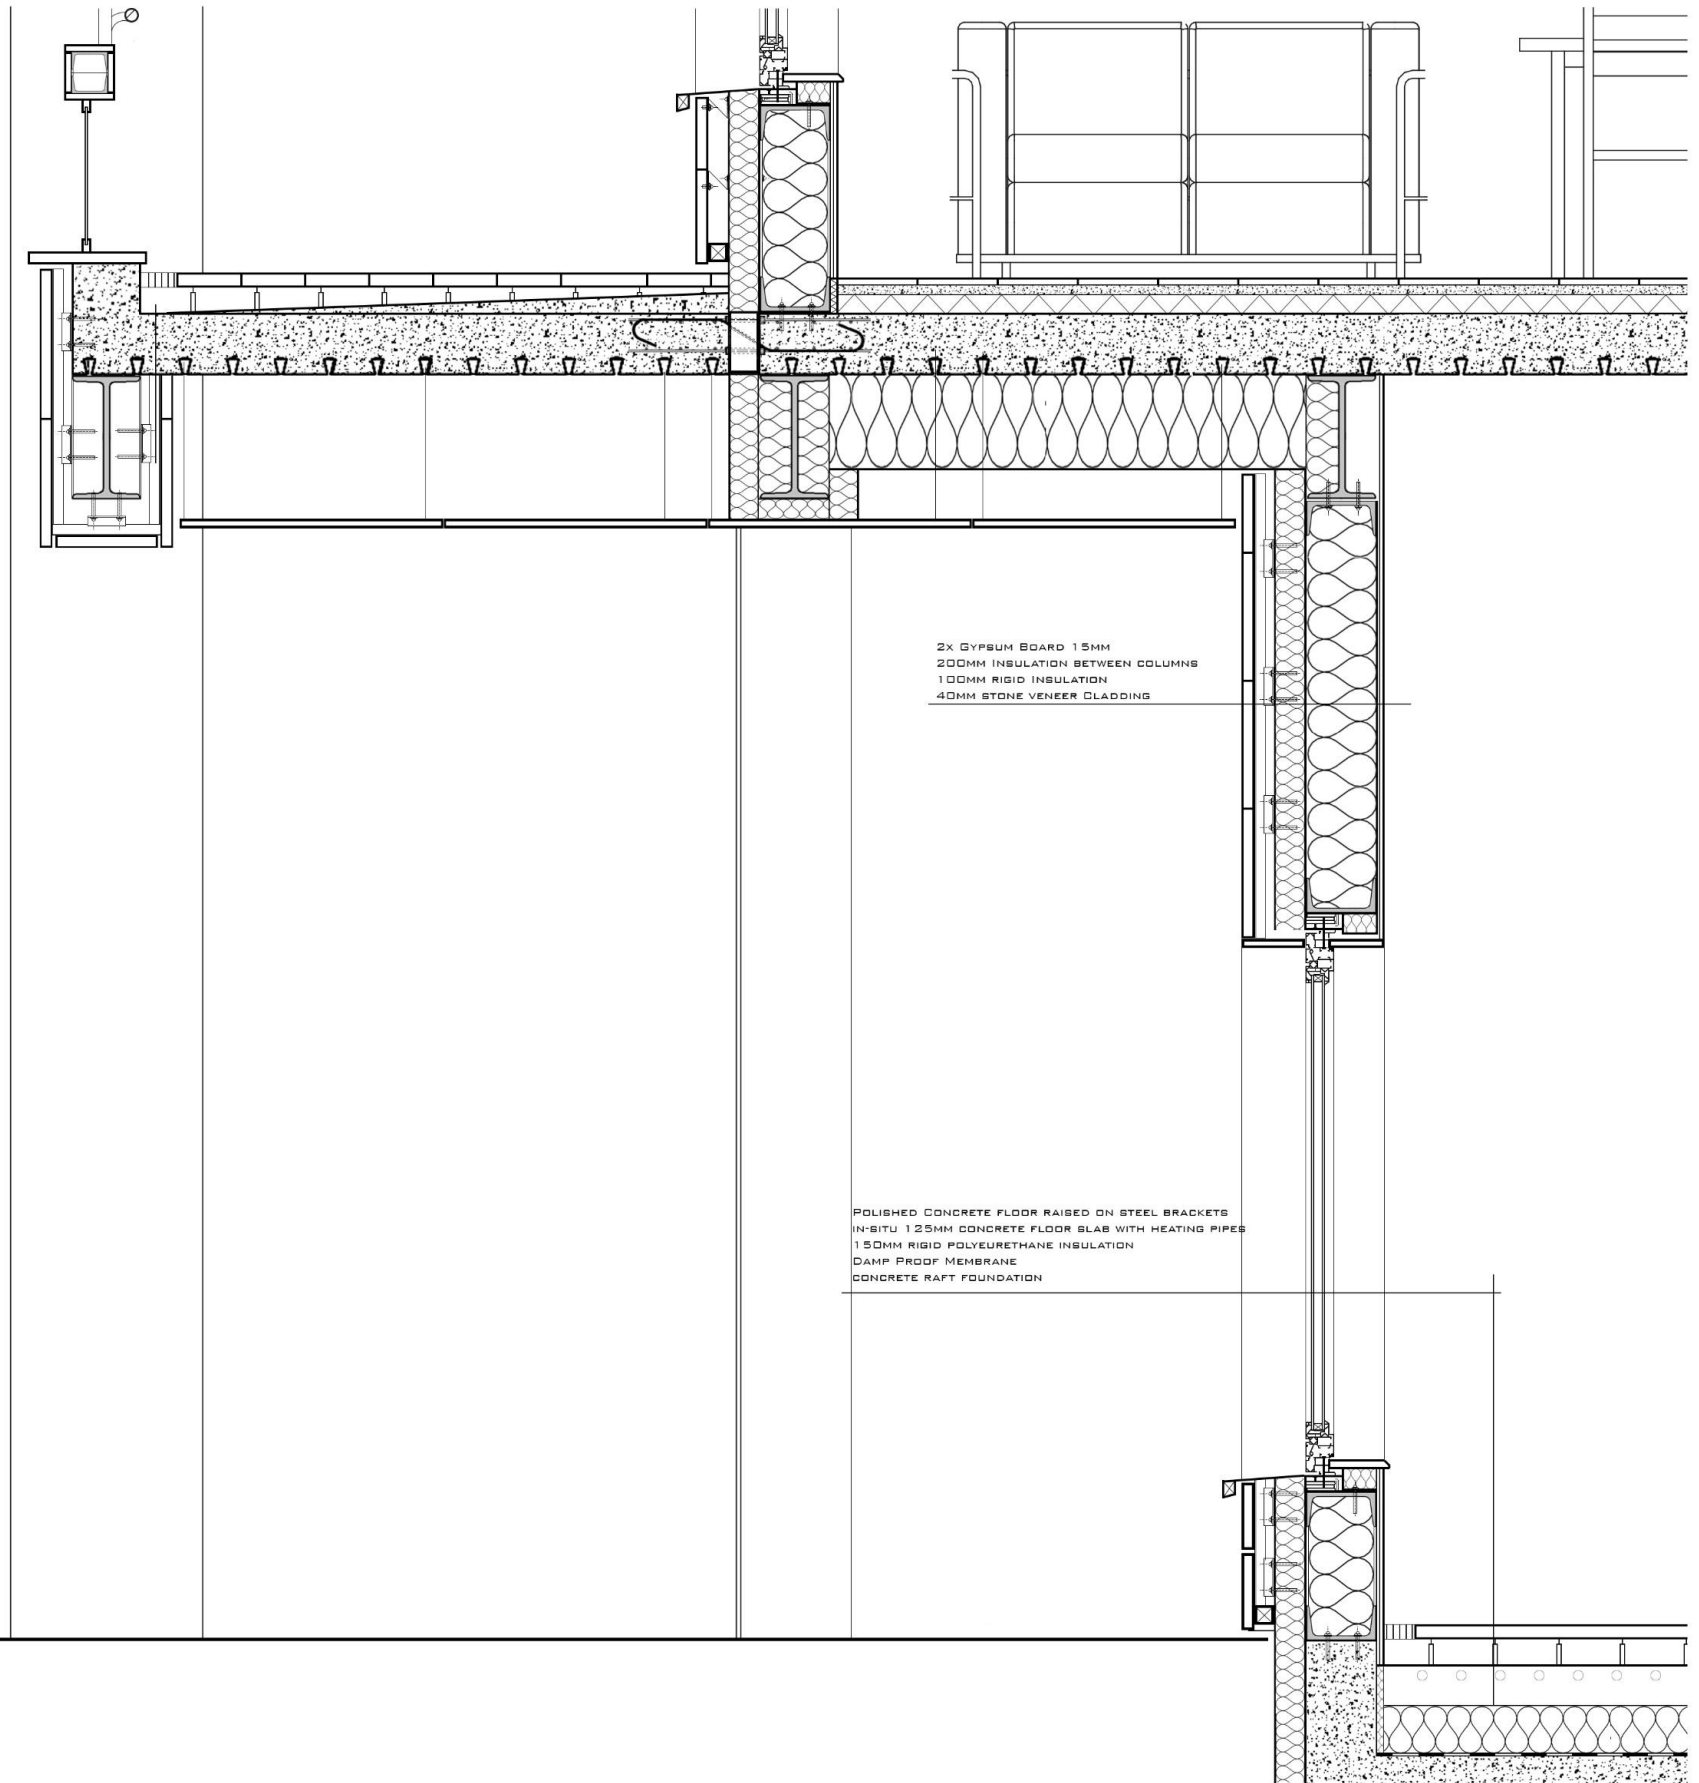 2x Gypsum Board 15mm
200mm Insulation between columns
100mm rigid Insulation
40mm stone veneer Cladding
Polished Concrete floor raised on steel brackets
in-situ 125mm concrete floor slab with heating pipes
150mm rigid polyeurethane insulation
Damp Proof Membrane
concrete raft foundation